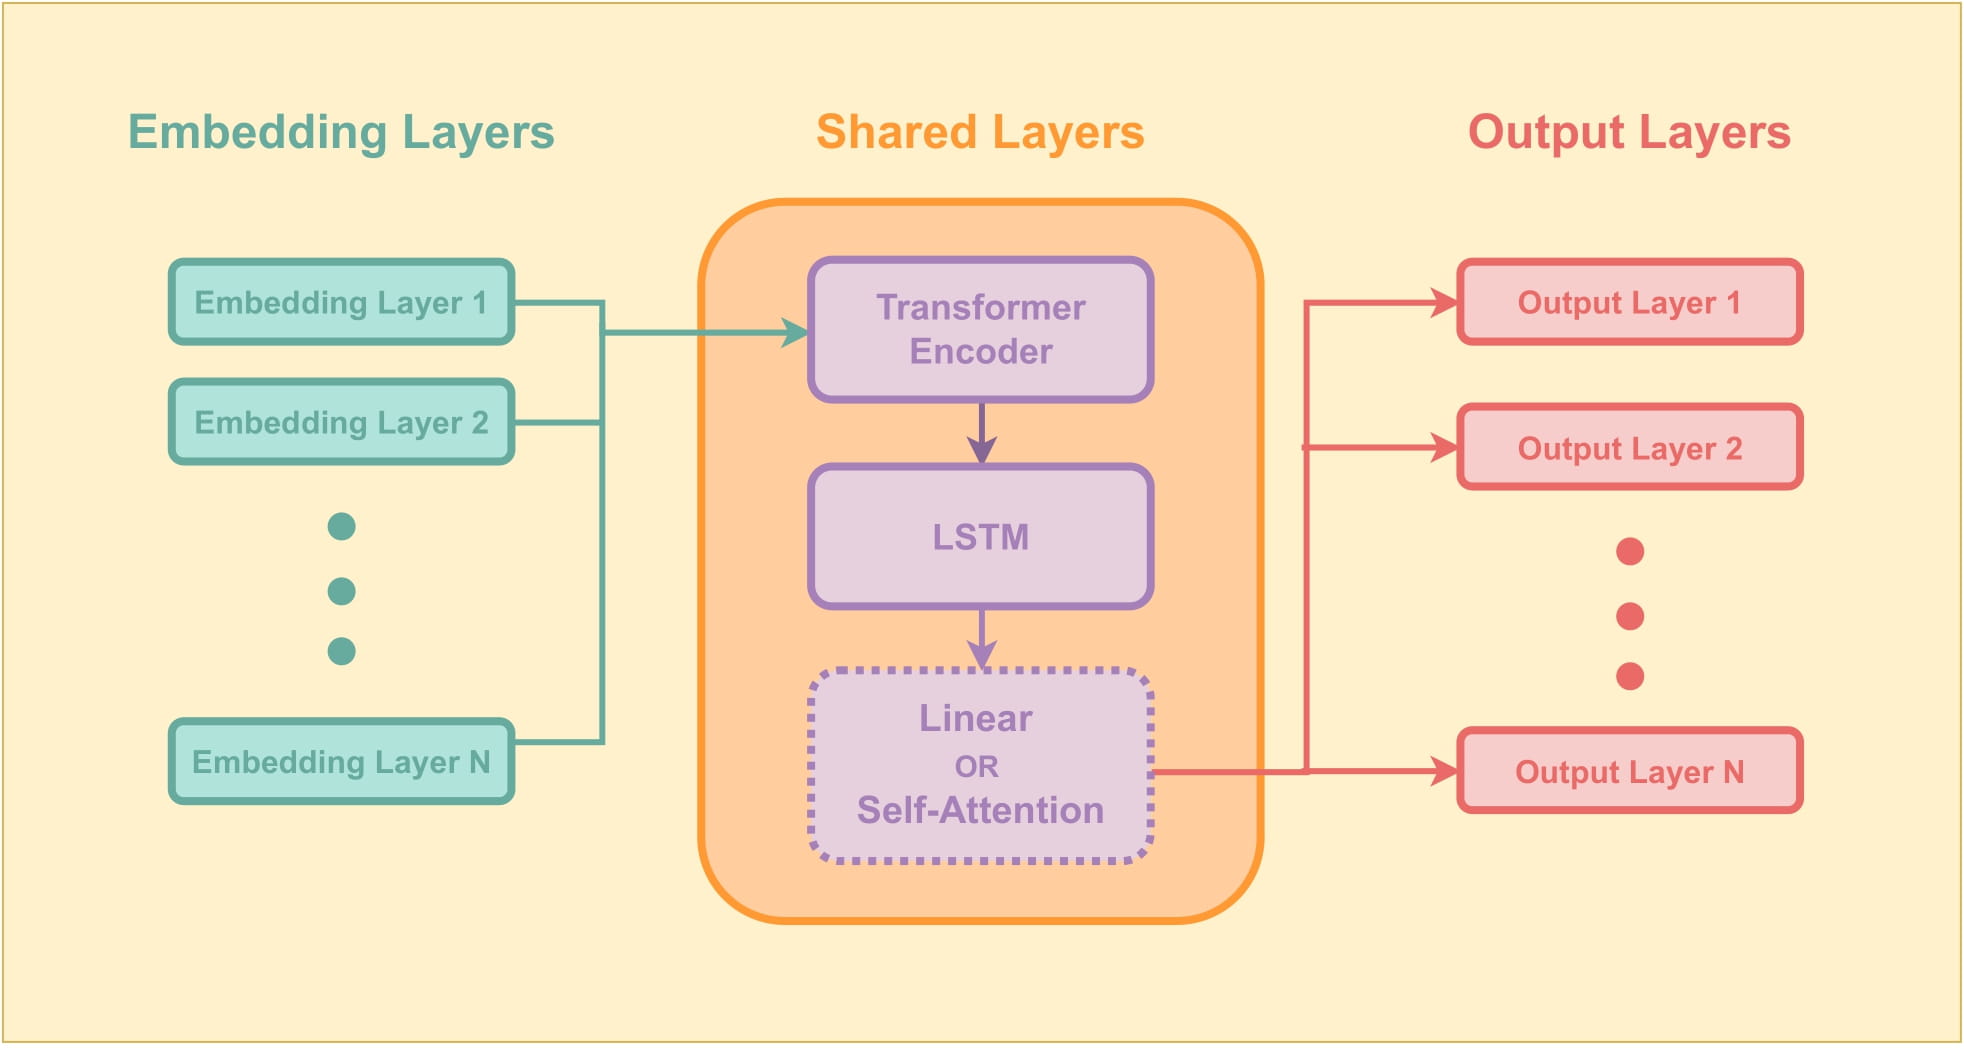 Embedding Layers
Shared Layers
Output Layers
Embedding Layer 1
Embedding Layer 2
Embedding Layer N
Transformer
Encoder
LSTM
Linear
OR
Self-Attention
Output Layer 1
Output Layer 2
Output Layer N